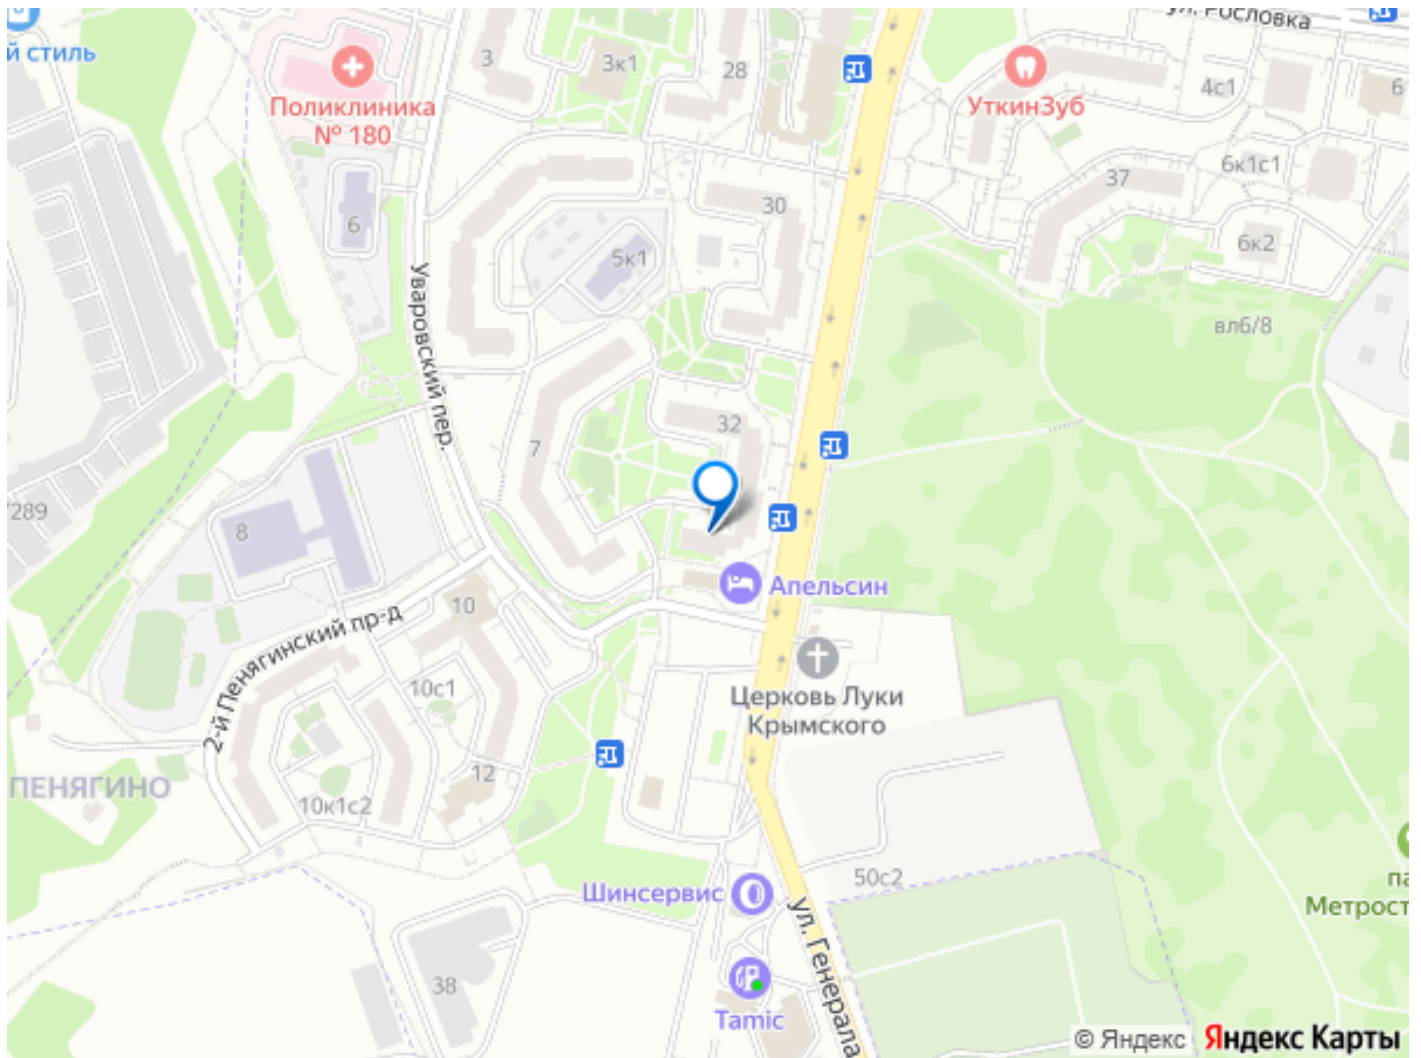 ул. Рословка
й стиль
3
3к1
28
Поликлиника
№ 180
УткинЗуб
4с1
6
6к1с1
37
30
6
5к1
6к2
Уваровский пер.
вл6/8
32
7
289
8
Апельсин
10
2-й Пенягинский пр-д
10с1
Церковь Луки
Крымского
ПЕНЯГИНО
12
10к1с2
50с2
Шинсервис
ул. Генерала
па
Метрост
38
Tamic
© Яндекс Яндекс Карты